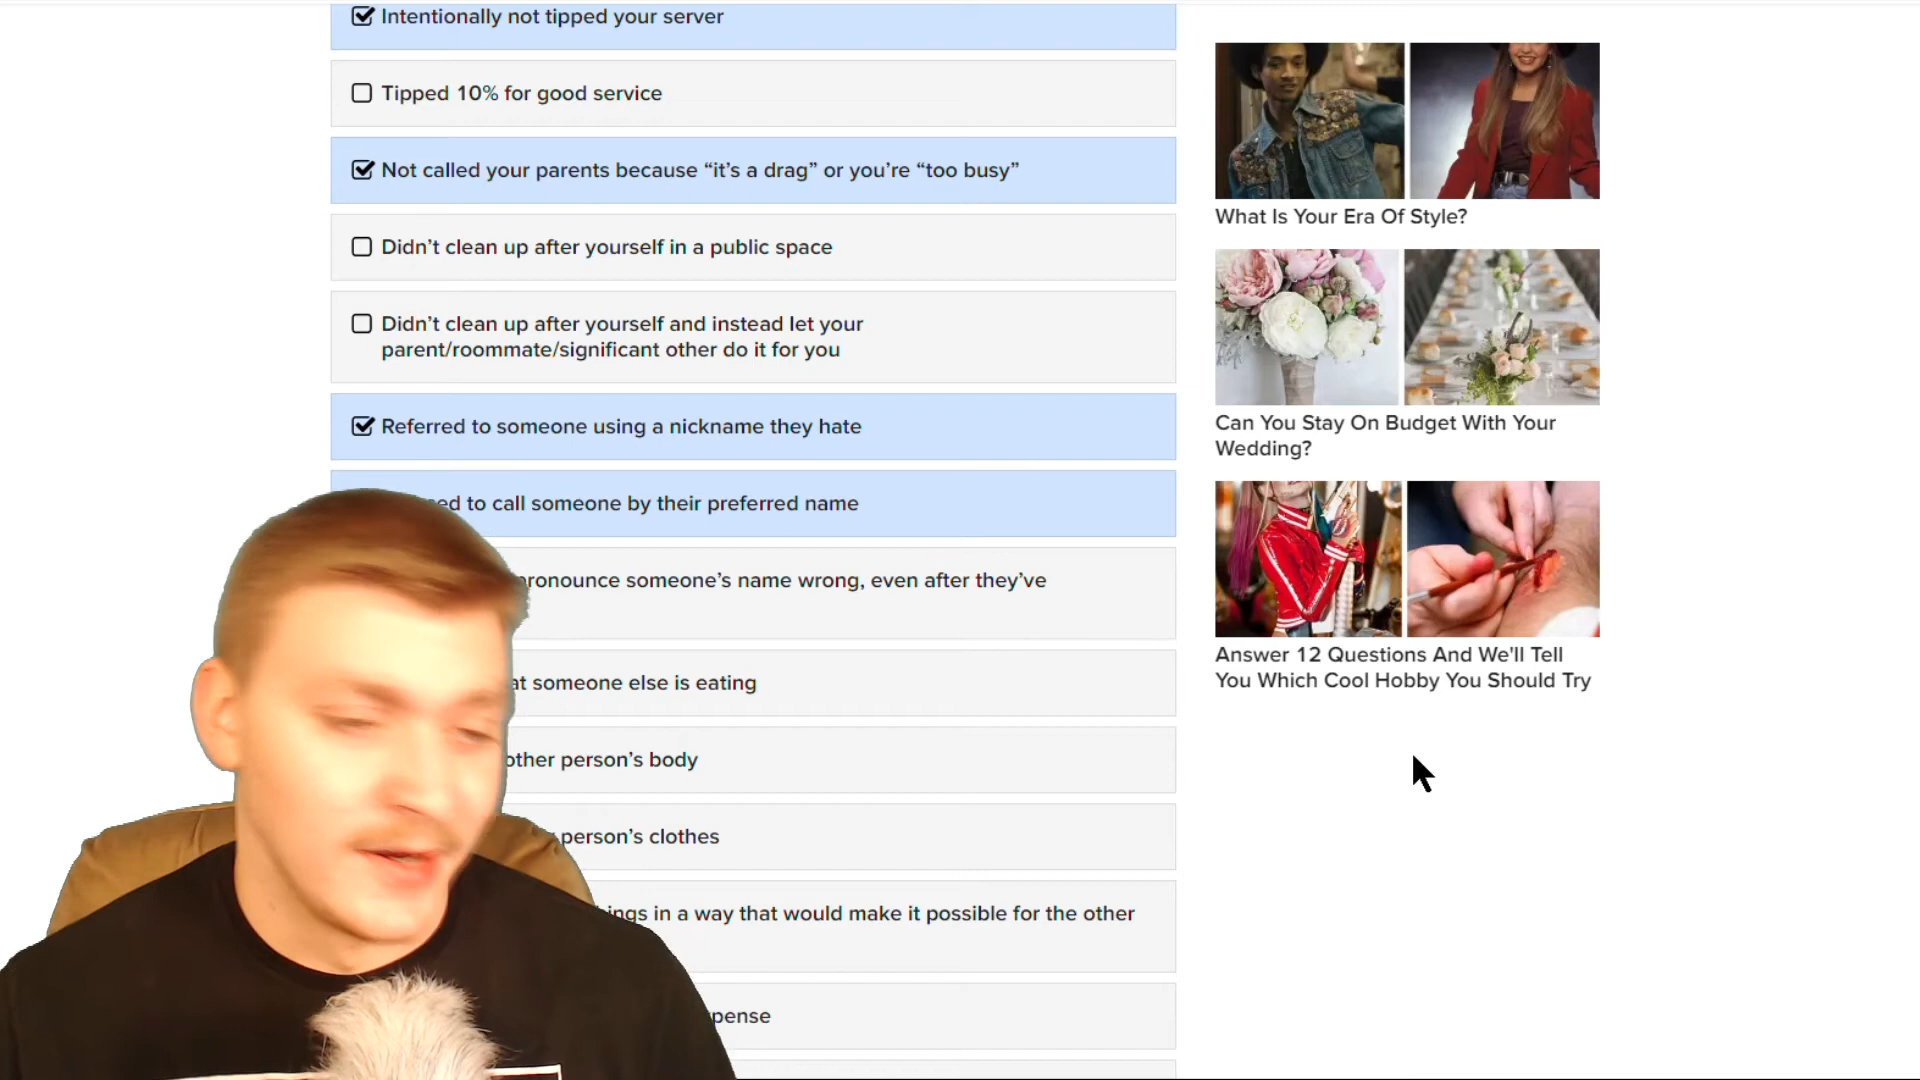 Intentionally not tipped your server
Tipped 10% for good service
Not called your parents because “it’s a drag” or you’re “too busy”
Didn’t clean up after yourself in a public space
Didn’t clean up after yourself and instead let your
parent/roommate/significant other do it for you
Referred to someone using a nickname they hate
to call someone by their preferred name
pronounce someone’s name wrong, even after they’ve
someone else is eating
other person’s body
person’s clothes
in a way that would make it possible for the other
What Is Your Era Of Style?
Can You Stay On Budget With Your
Wedding?
Answer 12 Questions And We'll Tell
You Which Cool Hobby You Should Try